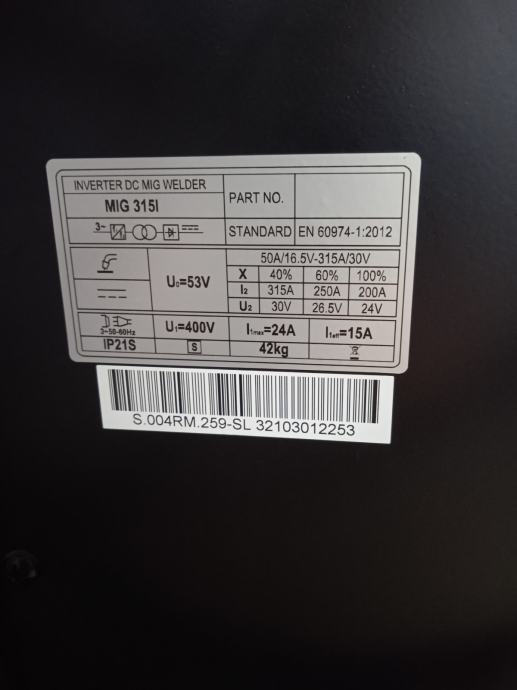 INVERTER DC MIG WELDER
MIG 315I
PART NO.
3~
STANDARD EN 60974-1:2012
U₀=53V
50A/16.5V-315A/30V
X 40% 60% 100%
I₂ 315A 250A 200A
U₂ 30V 26.5V 24V
3~50-60Hz
U₁=400V I₁max=24A I₁eff=15A
IP21S S 42kg
S.004RM.259-SL 32103012253